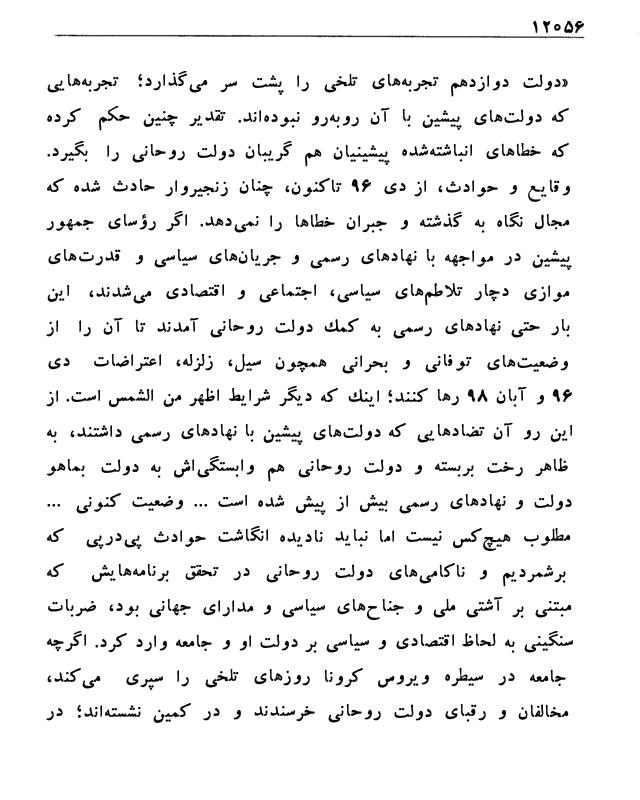 ۱۲۰۵۶
«دولت دوازدهم تجربه‌های تلخی را پشت سر می‌گذارد؛ تجربه‌هایی
که دولت‌های پیشین با آن روبه‌رو نبوده‌اند. تقدیر چنین حکم کرده
که خطاهای انباشته‌شده پیشینیان هم گریبان دولت روحانی را بگیرد.
وقایع و حوادث، از دی ۹۶ تاکنون، چنان زنجیروار حادث شده که
مجال نگاه به گذشته و جبران خطاها را نمی‌دهد. اگر رؤسای جمهور
پیشین در مواجهه با نهادهای رسمی و جریان‌های سیاسی و قدرت‌های
موازی دچار تلاطم‌های سیاسی، اجتماعی و اقتصادی می‌شدند، این
بار حتی نهادهای رسمی به کمك دولت روحانی آمدند تا آن را از
وضعیت‌های توفانی و بحرانی همچون سیل، زلزله، اعتراضات دی
۹۶ و آبان ۹۸ رها کنند؛ اینك که دیگر شرایط اظهر من الشمس است. از
این رو آن تضادهایی که دولت‌های پیشین با نهادهای رسمی داشتند، به
ظاهر رخت بربسته و دولت روحانی هم وابستگی‌اش به دولت بماهو
دولت و نهادهای رسمی بیش از پیش شده است ... وضعیت کنونی ...
مطلوب هیچ‌کس نیست اما نباید نادیده انگاشت حوادث پی‌درپی که
برشمردیم و ناکامی‌های دولت روحانی در تحقق برنامه‌هایش که
مبتنی بر آشتی ملی و جناح‌های سیاسی و مدارای جهانی بود، ضربات
سنگینی به لحاظ اقتصادی و سیاسی بر دولت او و جامعه وارد کرد. اگرچه
جامعه در سیطره ویروس کرونا روزهای تلخی را سپری می‌کند،
مخالفان و رقبای دولت روحانی خرسندند و در کمین نشسته‌اند؛ در